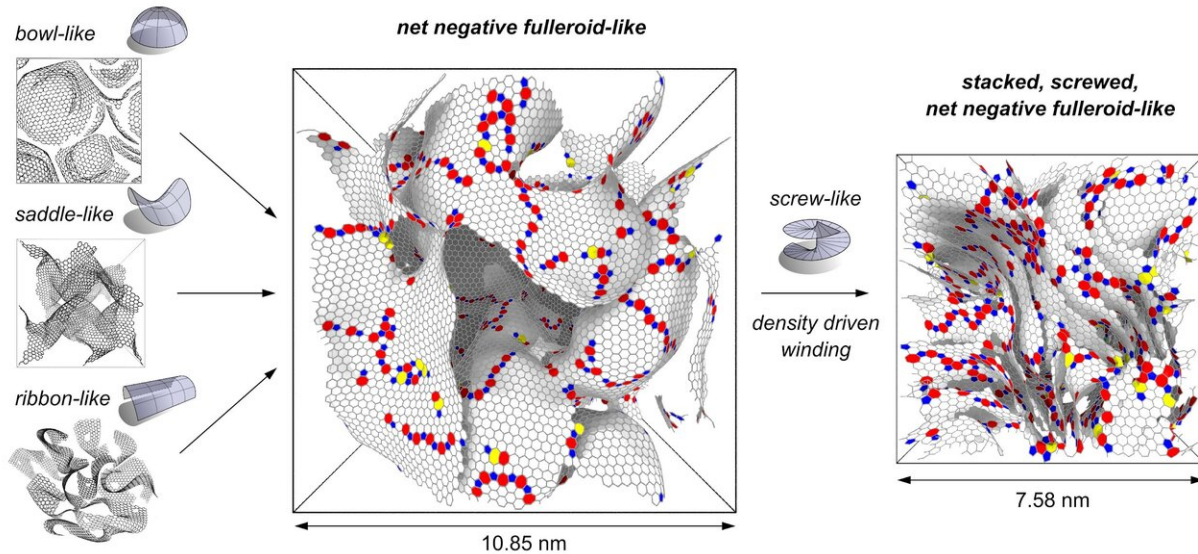 bowl-like
saddle-like
ribbon-like
net negative fulleroid-like
10.85 nm
screw-like
density driven
winding
stacked, screwed,
net negative fulleroid-like
7.58 nm